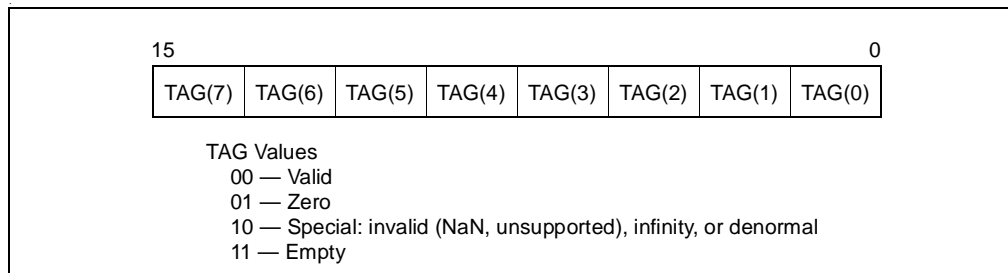 15 0
TAG(7) TAG(6) TAG(5) TAG(4) TAG(3) TAG(2) TAG(1) TAG(0)
TAG Values
00 — Valid
01 — Zero
10 — Special: invalid (NaN, unsupported), infinity, or denormal
11 — Empty